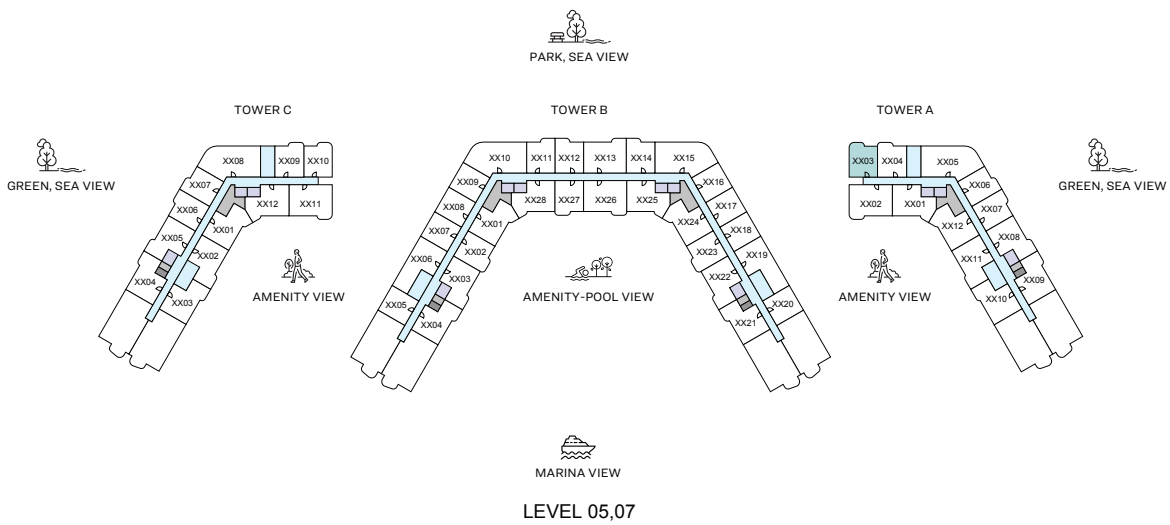 PARK, SEA VIEW
TOWER C
TOWER B
TOWER A
GREEN, SEA VIEW
GREEN, SEA VIEW
XX08
XX09
XX10
XX07
XX06
XX05
XX04
XX03
XX02
XX01
XX12
XX11
XX10
XX11
XX12
XX13
XX14
XX15
XX09
XX08
XX07
XX06
XX05
XX04
XX03
XX02
XX01
XX28
XX27
XX26
XX25
XX24
XX23
XX22
XX21
XX16
XX17
XX18
XX19
XX20
XX03
XX04
XX05
XX02
XX01
XX06
XX07
XX08
XX09
XX12
XX11
XX10
AMENITY VIEW
AMENITY-POOL VIEW
AMENITY VIEW
MARINA VIEW
LEVEL 05,07